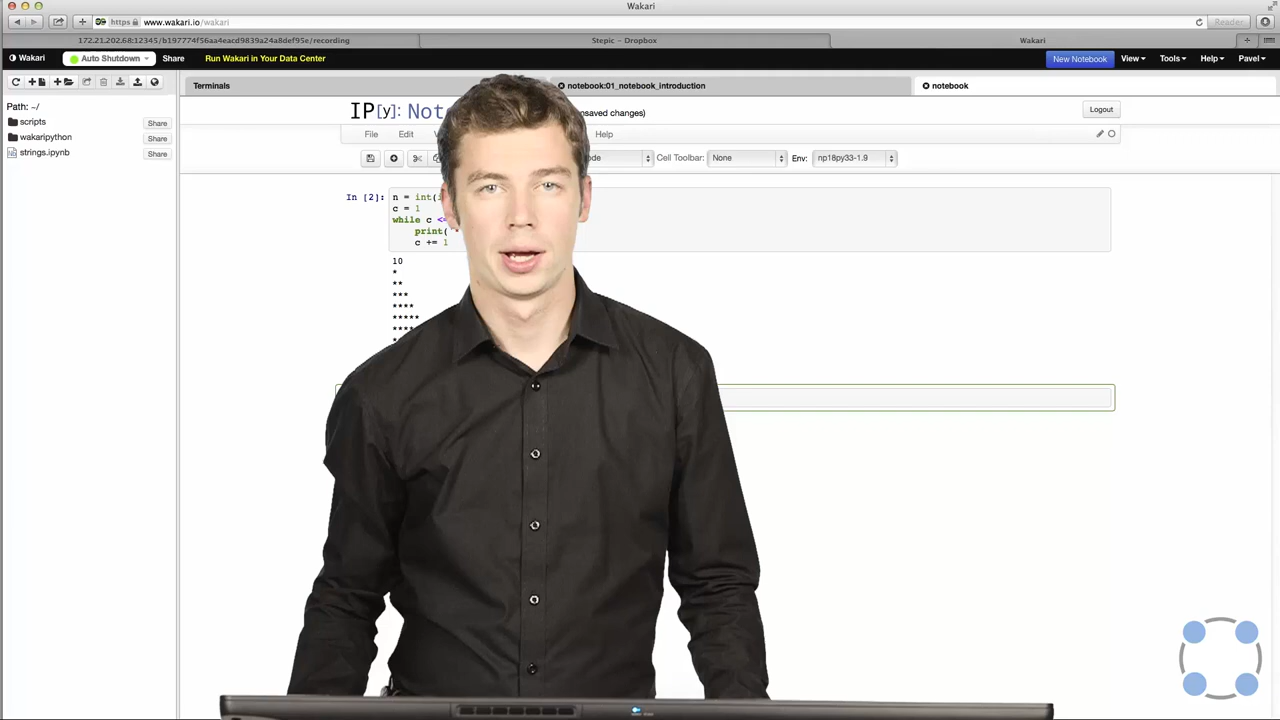 Wakari
https www.wakari.io/wakari
Reader
172.21.202.68:12345/b197774f56aa4eacd9839a24a8def95e/recording
Stepic – Dropbox
Wakari
Wakari
Auto Shutdown
Share
Run Wakari in Your Data Center
New Notebook
View
Tools
Help
Pavel
Terminals
notebook:01_notebook_introduction
notebook
Path: ~/
scripts
Share
wakaripython
Share
strings.ipynb
Share
IP[y]: Not
nsaved changes)
Logout
File
Edit
Help
ode
Cell Toolbar:
None
Env:
np18py33-1.9
In [2]:
n = int(
c = 1
while c <=
print(
c += 1
10
*
**
***
****
*****
****
*